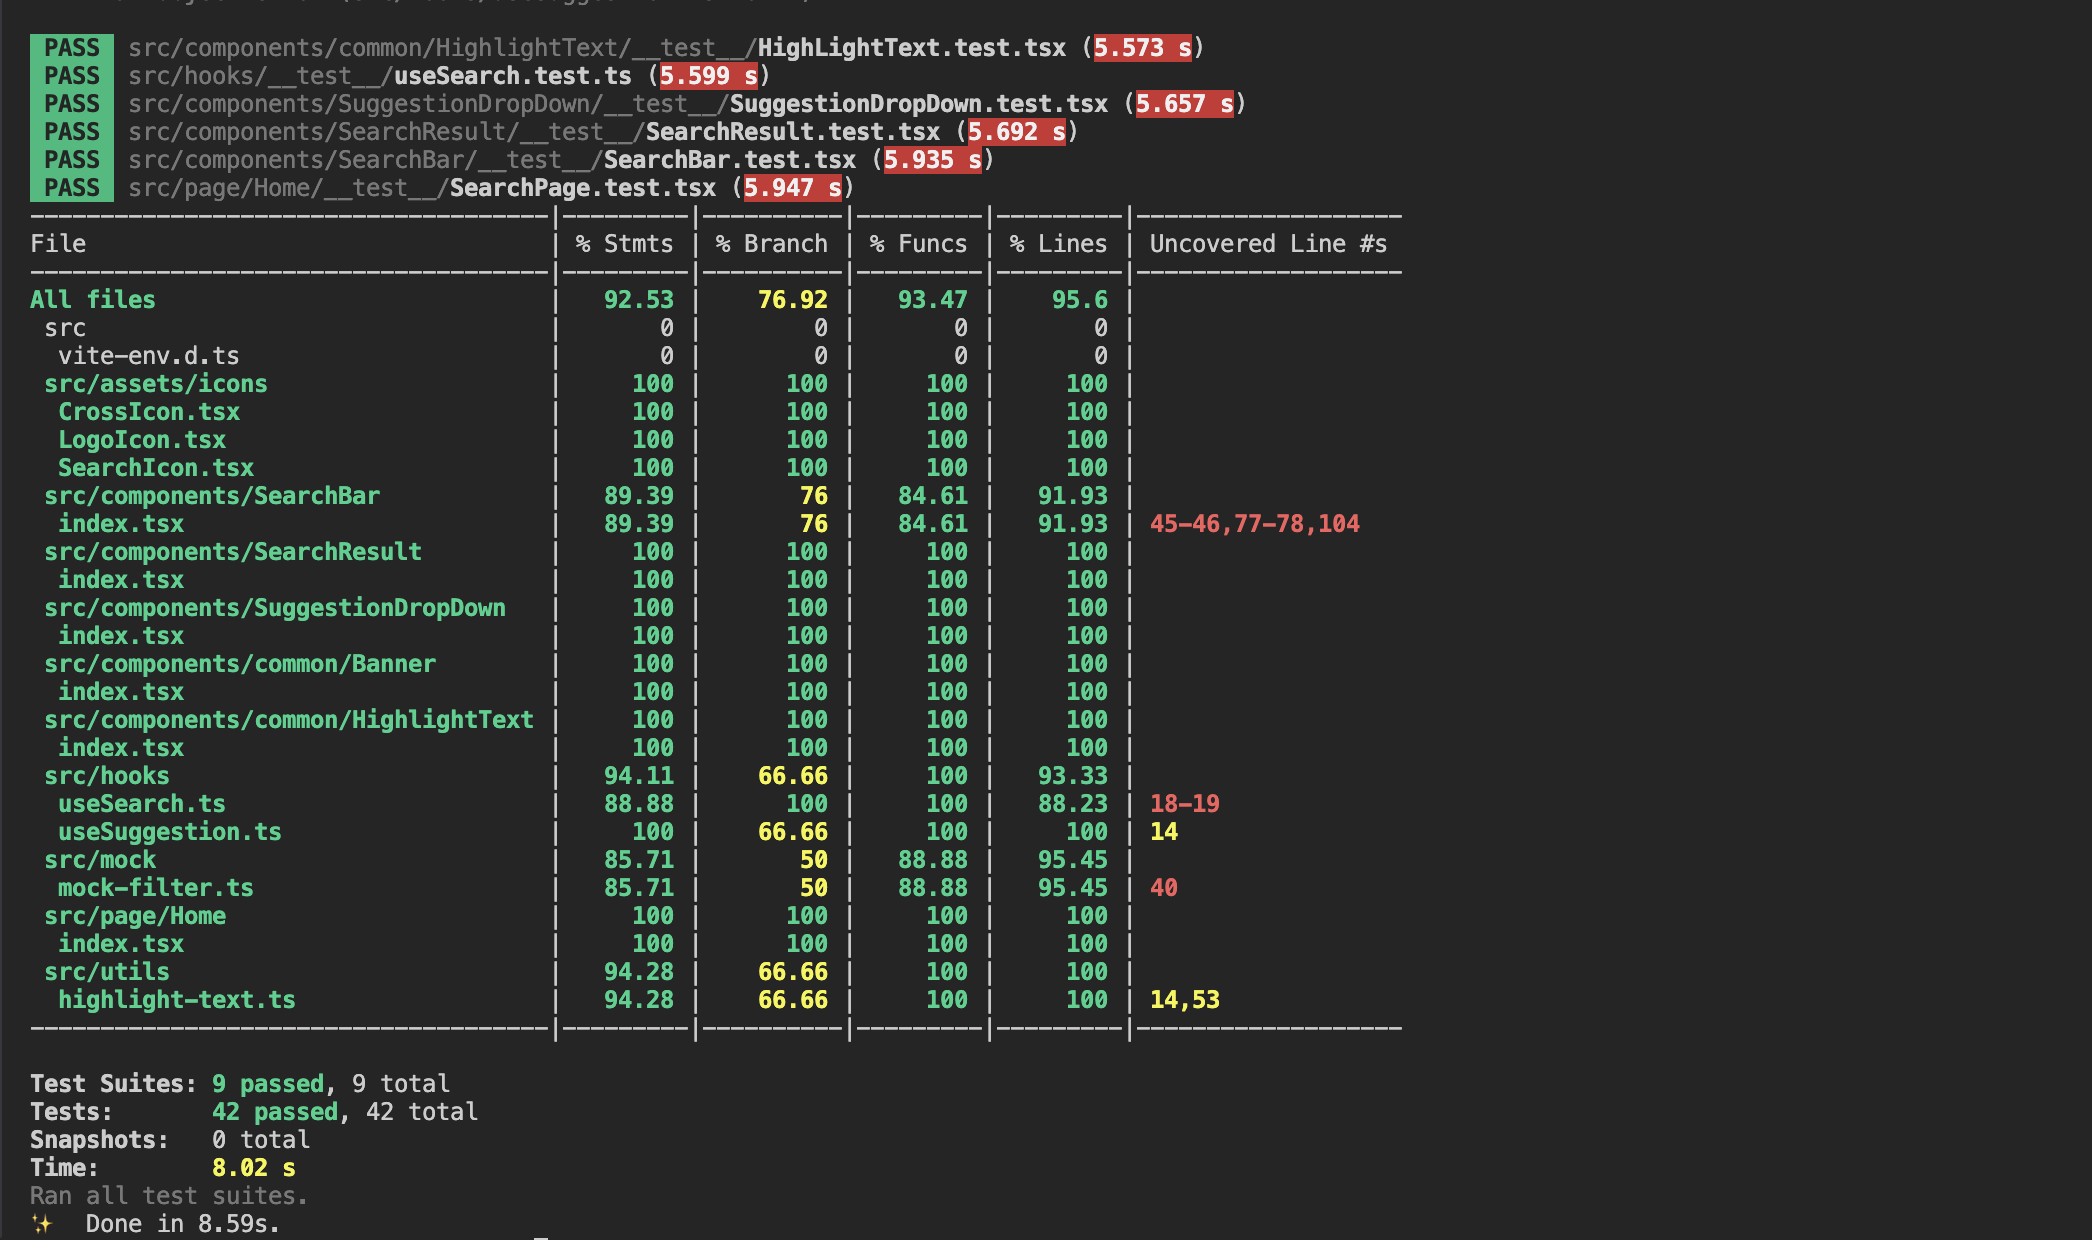 PASS src/components/common/HighlightText/__test__/HighLightText.test.tsx (5.573 s)
PASS src/hooks/__test__/useSearch.test.ts (5.599 s)
PASS src/components/SuggestionDropDown/__test__/SuggestionDropDown.test.tsx (5.657 s)
PASS src/components/SearchResult/__test__/SearchResult.test.tsx (5.692 s)
PASS src/components/SearchBar/__test__/SearchBar.test.tsx (5.935 s)
PASS src/page/Home/__test__/SearchPage.test.tsx (5.947 s)
File | % Stmts | % Branch | % Funcs | % Lines | Uncovered Line #s
All files | 92.53 | 76.92 | 93.47 | 95.6 |
src | 0 | 0 | 0 | 0 |
vite-env.d.ts | 0 | 0 | 0 | 0 |
src/assets/icons | 100 | 100 | 100 | 100 |
CrossIcon.tsx | 100 | 100 | 100 | 100 |
LogoIcon.tsx | 100 | 100 | 100 | 100 |
SearchIcon.tsx | 100 | 100 | 100 | 100 |
src/components/SearchBar | 89.39 | 76 | 84.61 | 91.93 |
index.tsx | 89.39 | 76 | 84.61 | 91.93 | 45-46,77-78,104
src/components/SearchResult | 100 | 100 | 100 | 100 |
index.tsx | 100 | 100 | 100 | 100 |
src/components/SuggestionDropDown | 100 | 100 | 100 | 100 |
index.tsx | 100 | 100 | 100 | 100 |
src/components/common/Banner | 100 | 100 | 100 | 100 |
index.tsx | 100 | 100 | 100 | 100 |
src/components/common/HighlightText | 100 | 100 | 100 | 100 |
index.tsx | 100 | 100 | 100 | 100 |
src/hooks | 94.11 | 66.66 | 100 | 93.33 |
useSearch.ts | 88.88 | 100 | 100 | 88.23 | 18-19
useSuggestion.ts | 100 | 66.66 | 100 | 100 | 14
src/mock | 85.71 | 50 | 88.88 | 95.45 |
mock-filter.ts | 85.71 | 50 | 88.88 | 95.45 | 40
src/page/Home | 100 | 100 | 100 | 100 |
index.tsx | 100 | 100 | 100 | 100 |
src/utils | 94.28 | 66.66 | 100 | 100 |
highlight-text.ts | 94.28 | 66.66 | 100 | 100 | 14,53
Test Suites: 9 passed, 9 total
Tests: 42 passed, 42 total
Snapshots: 0 total
Time: 8.02 s
Ran all test suites.
✨ Done in 8.59s.